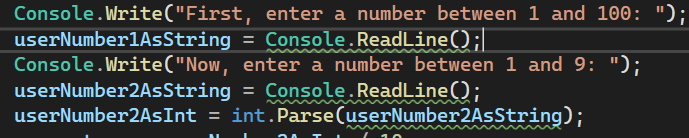 Console.Write("First, enter a number between 1 and 100: ");
userNumber1AsString = Console.ReadLine();
Console.Write("Now, enter a number between 1 and 9: ");
userNumber2AsString = Console.ReadLine();
userNumber2AsInt = int.Parse(userNumber2AsString);